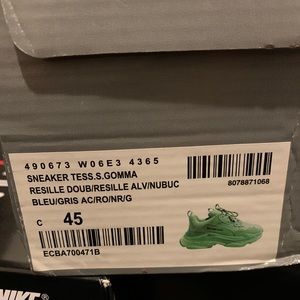 490673 W06E3 4365
SNEAKER TESS.S.GOMMA
RESILLE DOUB/RESILLE ALV/NUBUC
BLEU/GRIS AC/RO/NR/G
8078871068
C 45
ECBA700471B
NIKE